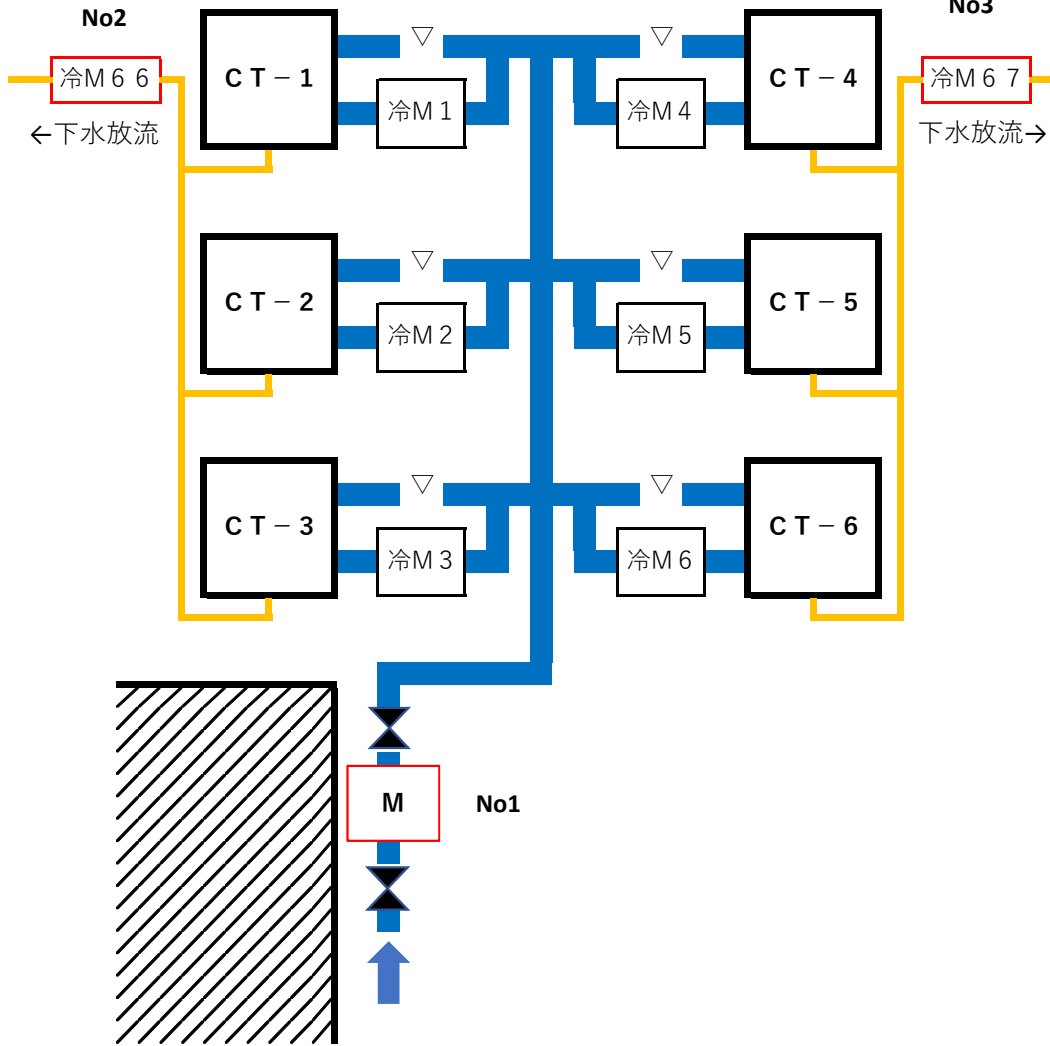 No2
No3
冷M６６
CT－1
▽
▽
CT－4
冷M６７
冷M１
冷M４
←下水放流
下水放流→
▽
▽
CT－2
CT－5
冷M２
冷M５
▽
▽
CT－3
CT－6
冷M３
冷M６
M
No1